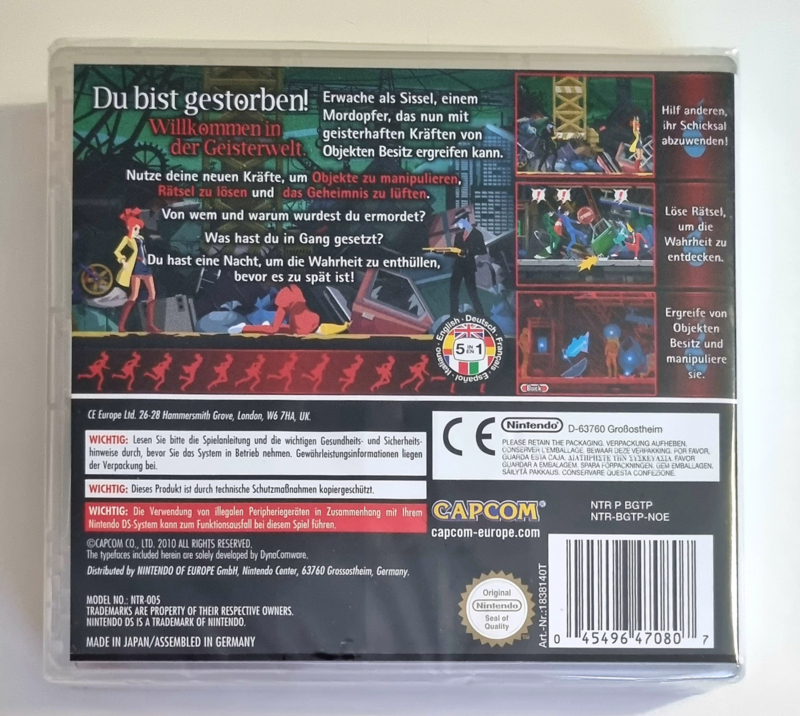 Du bist gestorben!
Willkommen in
der Geisterwelt.
Erwache als Sissel, einem
Mordopfer, das nun mit
geisterhaften Kräften von
Objekten Besitz ergreifen kann.
Nutze deine neuen Kräfte, um Objekte zu manipulieren,
Rätsel zu lösen und das Geheimnis zu lüften.
Von wem und warum wurdest du ermordet?
Was hast du in Gang gesetzt?
Du hast eine Nacht, um die Wahrheit zu enthüllen,
bevor es zu spät ist!
Hilf anderen,
ihr Schicksal
abzuwenden!
Löse Rätsel,
um die
Wahrheit zu
entdecken.
Ergreife von
Objekten
Besitz und
manipuliere
sie.
Back
English · Deutsch · Français · Español · Italiano ·
5 IN EN 1
CE Europe Ltd. 26-28 Hammersmith Grove, London, W6 7HA, UK.
WICHTIG: Lesen Sie bitte die Spielanleitung und die wichtigen Gesundheits- und Sicherheits-
hinweise durch, bevor Sie das System in Betrieb nehmen. Gewährleistungsinformationen liegen
der Verpackung bei.
WICHTIG: Dieses Produkt ist durch technische Schutzmaßnahmen kopiergeschützt.
WICHTIG: Die Verwendung von illegalen Peripheriegeräten in Zusammenhang mit Ihrem
Nintendo DS-System kann zum Funktionsausfall bei diesem Spiel führen.
©CAPCOM CO., LTD. 2010 ALL RIGHTS RESERVED.
The typefaces included herein are solely developed by DynaComware.
Distributed by NINTENDO OF EUROPE GmbH, Nintendo Center, 63760 Grossostheim, Germany.
MODEL NO.: NTR-005
TRADEMARKS ARE PROPERTY OF THEIR RESPECTIVE OWNERS.
NINTENDO DS IS A TRADEMARK OF NINTENDO.
MADE IN JAPAN/ASSEMBLED IN GERMANY
CE
Nintendo D-63760 Großostheim
PLEASE RETAIN THE PACKAGING. VERPACKUNG AUFHEBEN.
CONSERVER L'EMBALLAGE. BEWAAR DEZE VERPAKKING. POR FAVOR,
GUARDA ESTA CAJA. ΔΙΑΤΗΡΗΣΤΕ ΤΗΝ ΣΥΣΚΕΥΑΣΙΑ. FAVOR
GUARDAR A EMBALAGEM. SPARA FÖRPACKNINGEN. GEM EMBALLAGEN.
SÄILYTÄ PAKKAUS. CONSERVARE QUESTA CONFEZIONE.
CAPCOM®
capcom-europe.com
NTR P BGTP
NTR-BGTP-NOE
Original
Nintendo
Seal of
Quality
Art.-Nr.:1838140T
0 45496 47080 7